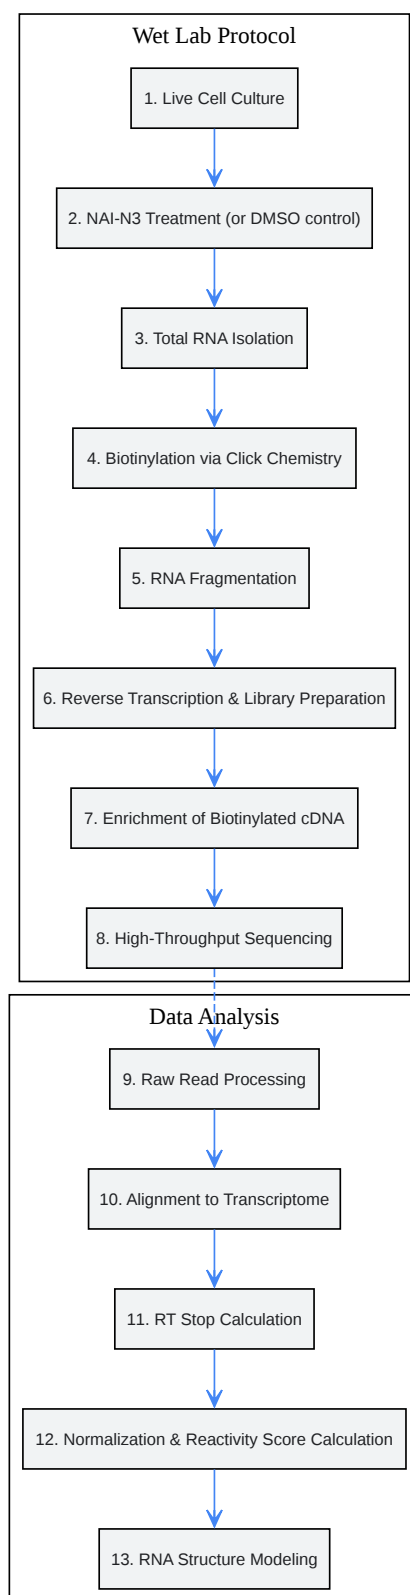 Wet Lab Protocol
1. Live Cell Culture
2. NAI-N3 Treatment (or DMSO control)
3. Total RNA Isolation
4. Biotinylation via Click Chemistry
5. RNA Fragmentation
6. Reverse Transcription & Library Preparation
7. Enrichment of Biotinylated cDNA
8. High-Throughput Sequencing
Data Analysis
9. Raw Read Processing
10. Alignment to Transcriptome
11. RT Stop Calculation
12. Normalization & Reactivity Score Calculation
13. RNA Structure Modeling